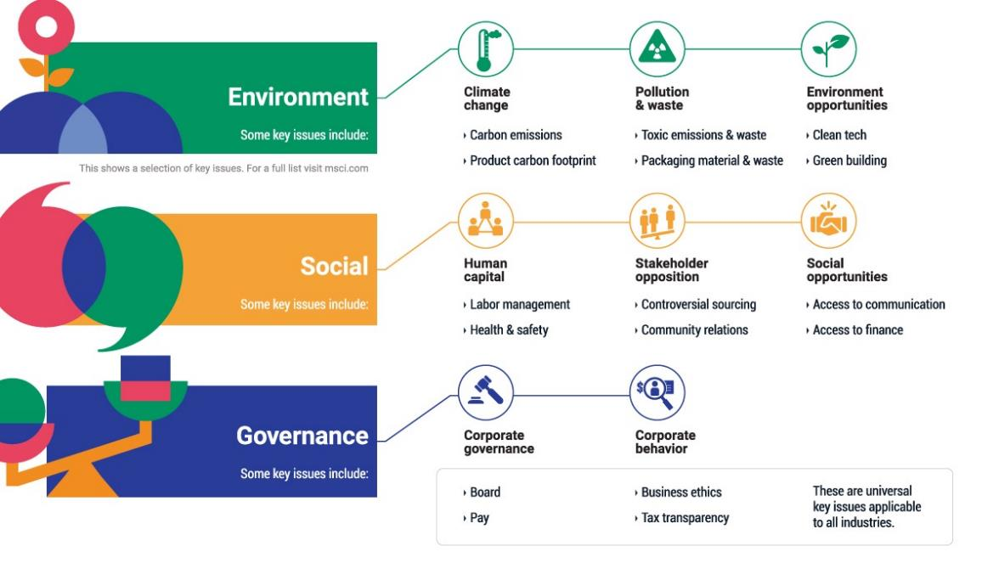 Environment
Some key issues include:
This shows a selection of key issues. For a full list visit msci.com
Climate
change
Carbon emissions
Product carbon footprint
Pollution
& waste
Toxic emissions & waste
Packaging material & waste
Environment
opportunities
Clean tech
Green building
Social
Some key issues include:
Human
capital
Labor management
Health & safety
Stakeholder
opposition
Controversial sourcing
Community relations
Social
opportunities
Access to communication
Access to finance
Governance
Some key issues include:
Corporate
governance
Board
Pay
$
Corporate
behavior
Business ethics
Tax transparency
These are universal
key issues applicable
to all industries.